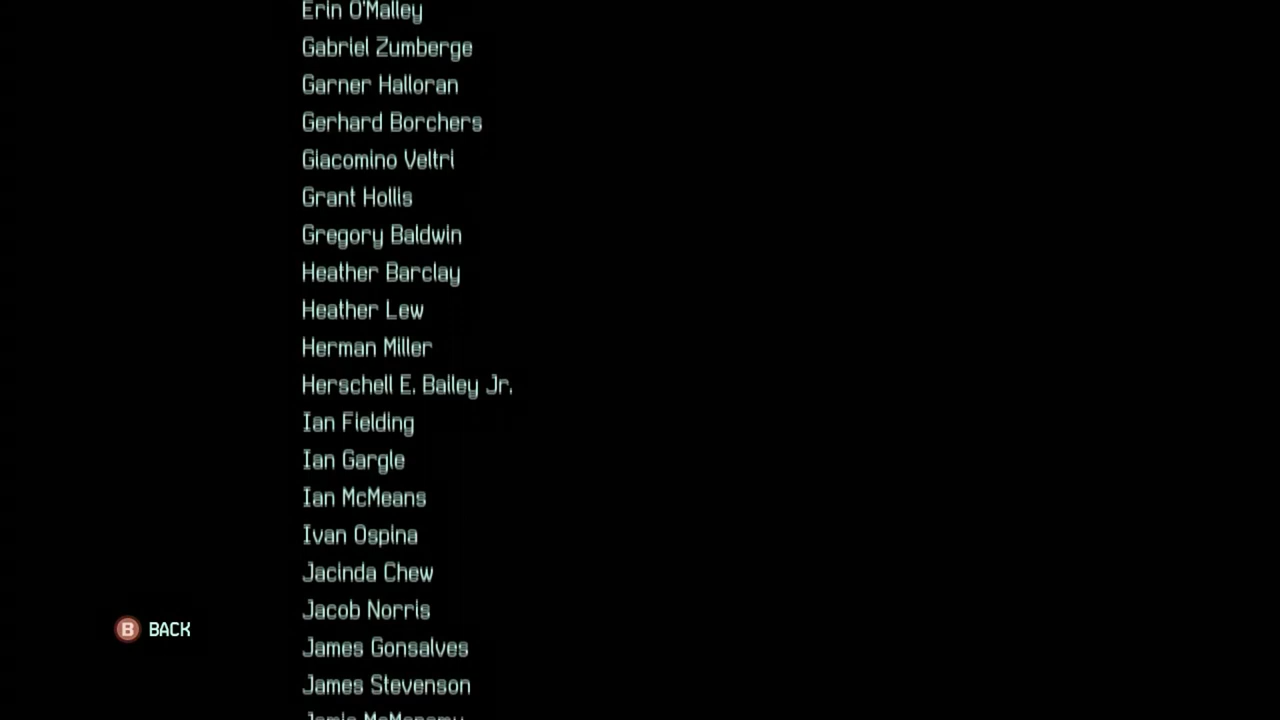 Erin O'Malley
Gabriel Zumberge
Garner Halloran
Gerhard Borchers
Giacomino Veltri
Grant Hollis
Gregory Baldwin
Heather Barclay
Heather Lew
Herman Miller
Herschell E. Bailey Jr.
Ian Fielding
Ian Gargle
Ian McMeans
Ivan Ospina
Jacinda Chew
Jacob Norris
B BACK
James Gonsalves
James Stevenson
Jamie McMenamy